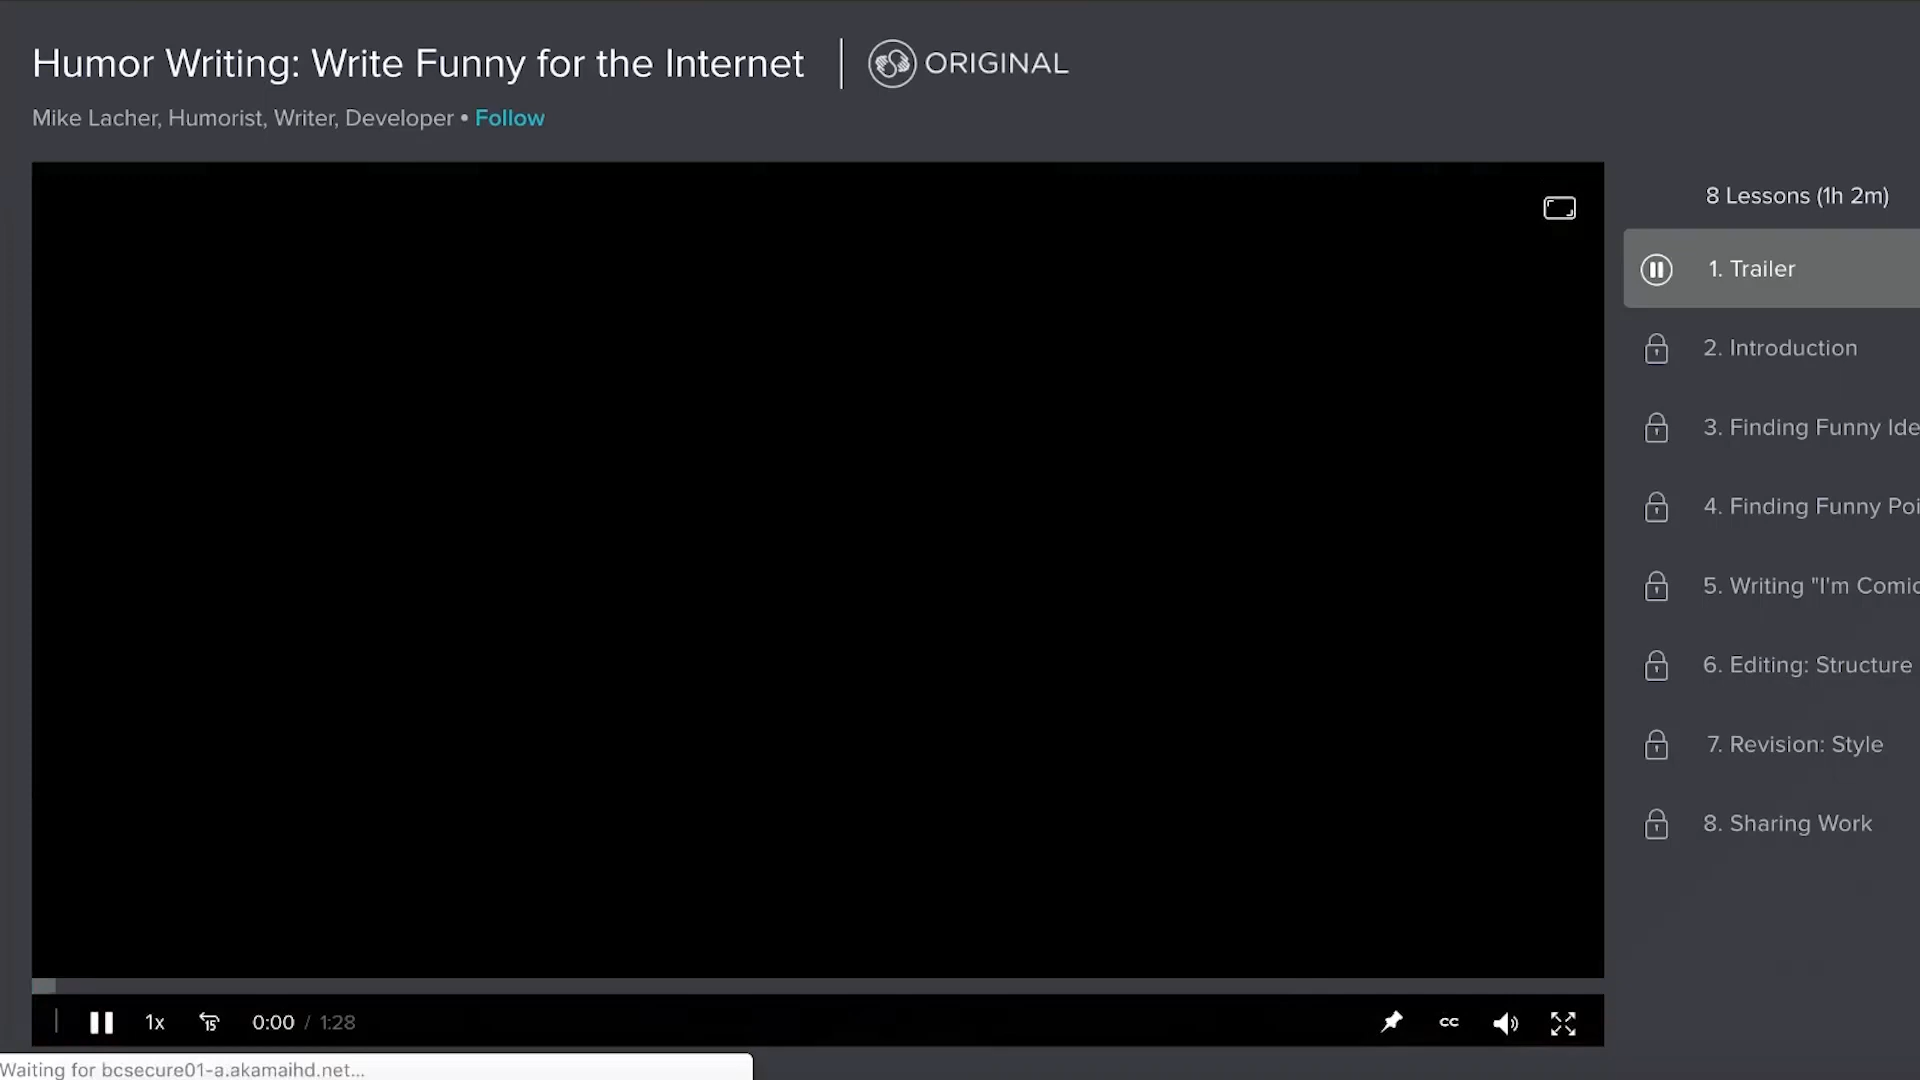 Humor Writing: Write Funny for the Internet
ORIGINAL
Mike Lacher, Humorist, Writer, Developer • Follow
8 Lessons (1h 2m)
1. Trailer
2. Introduction
3. Finding Funny Ide
4. Finding Funny Poi
5. Writing "I'm Comic
6. Editing: Structure
7. Revision: Style
8. Sharing Work
1x 15 0:00 / 1:28 CC
Waiting for bcsecure01-a.akamaihd.net...